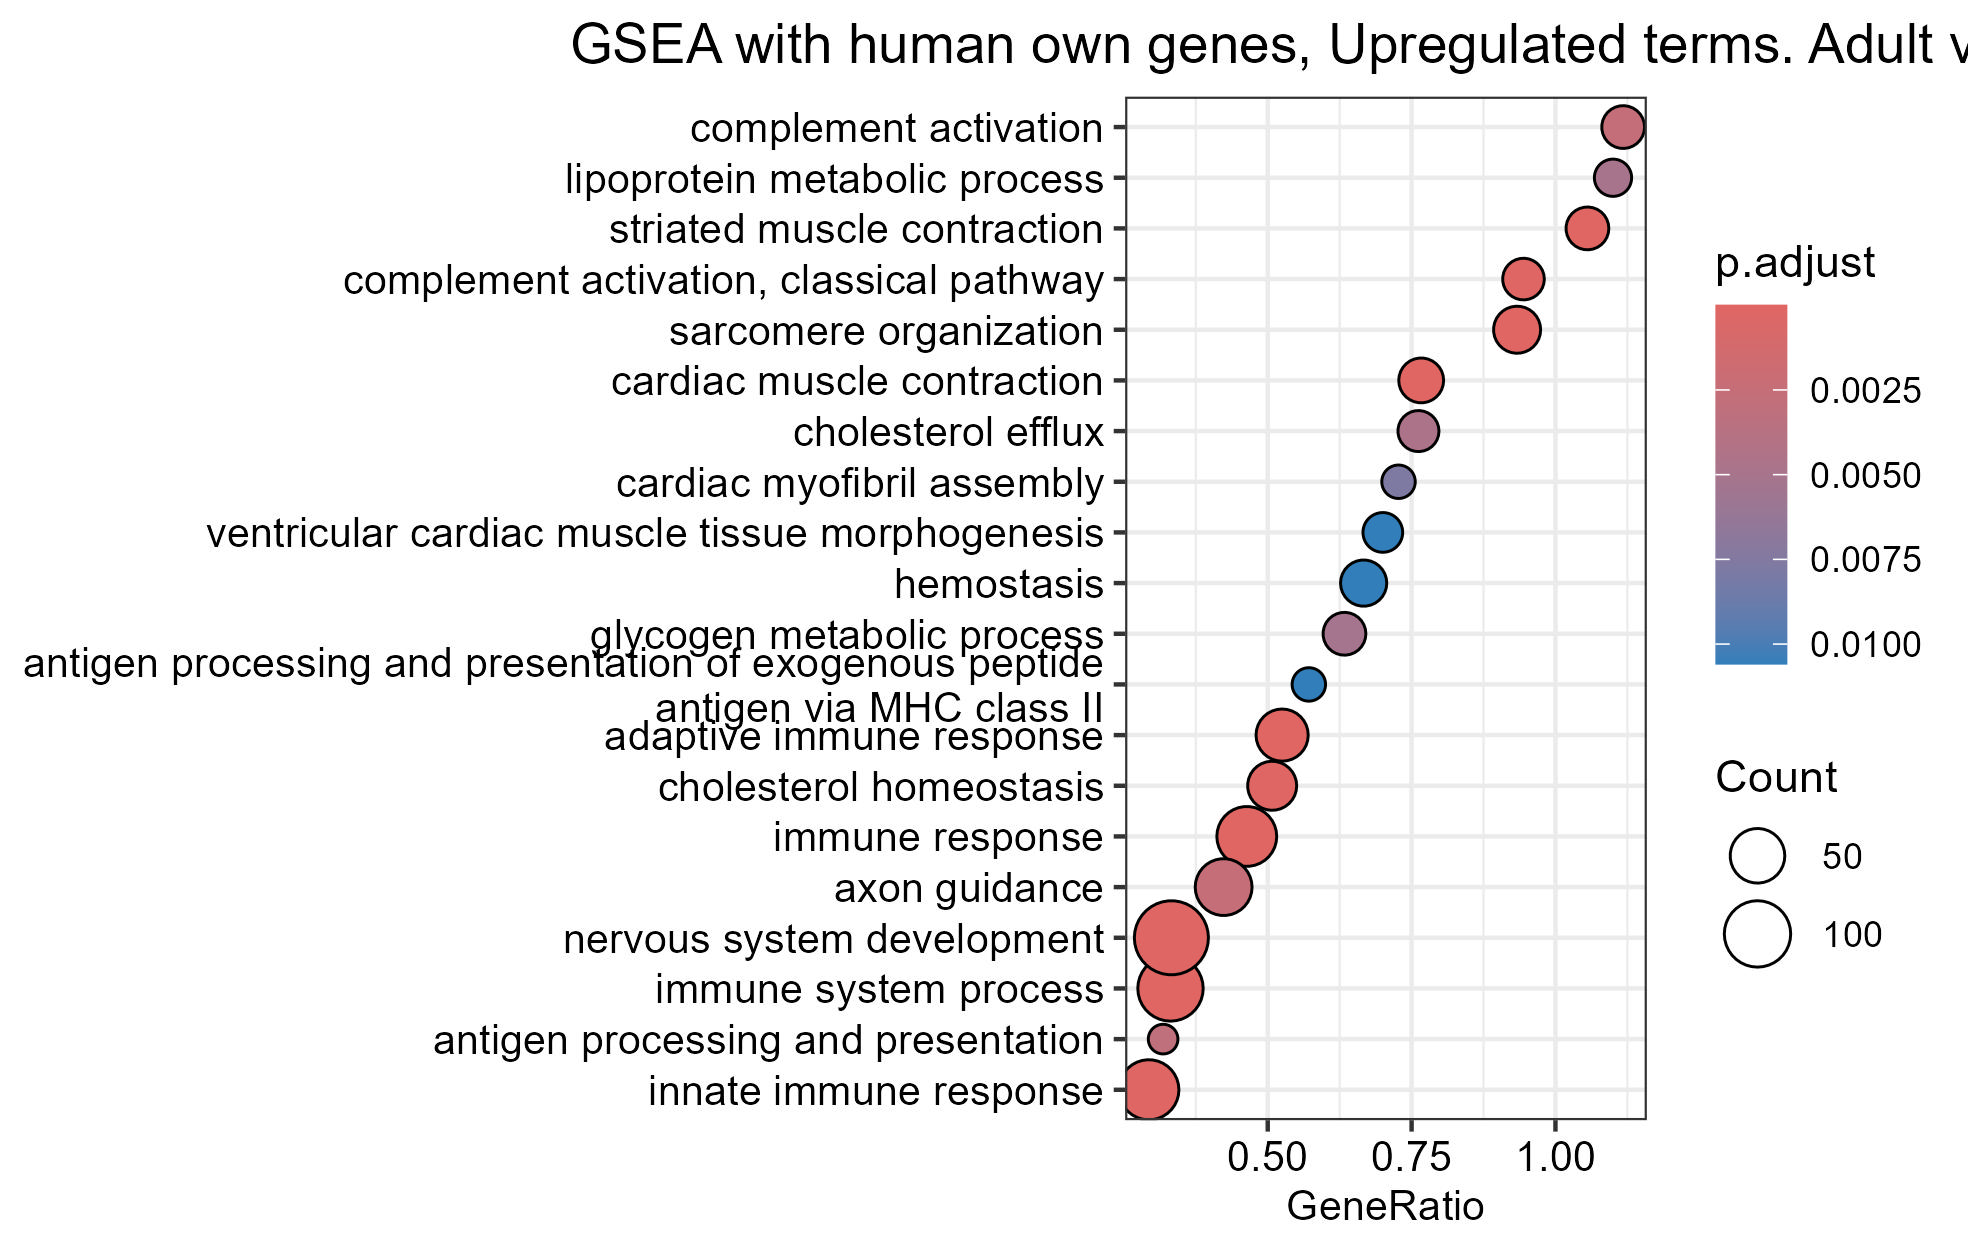 GSEA with human own genes, Upregulated terms. Adult v
complement activation
lipoprotein metabolic process
striated muscle contraction
complement activation, classical pathway
sarcomere organization
cardiac muscle contraction
cholesterol efflux
cardiac myofibril assembly
ventricular cardiac muscle tissue morphogenesis
hemostasis
glycogen metabolic process
antigen processing and presentation of exogenous peptide
antigen via MHC class II
adaptive immune response
cholesterol homeostasis
immune response
axon guidance
nervous system development
immune system process
antigen processing and presentation
innate immune response
0.50 0.75 1.00
GeneRatio
p.adjust
0.0025
0.0050
0.0075
0.0100
Count
50
100